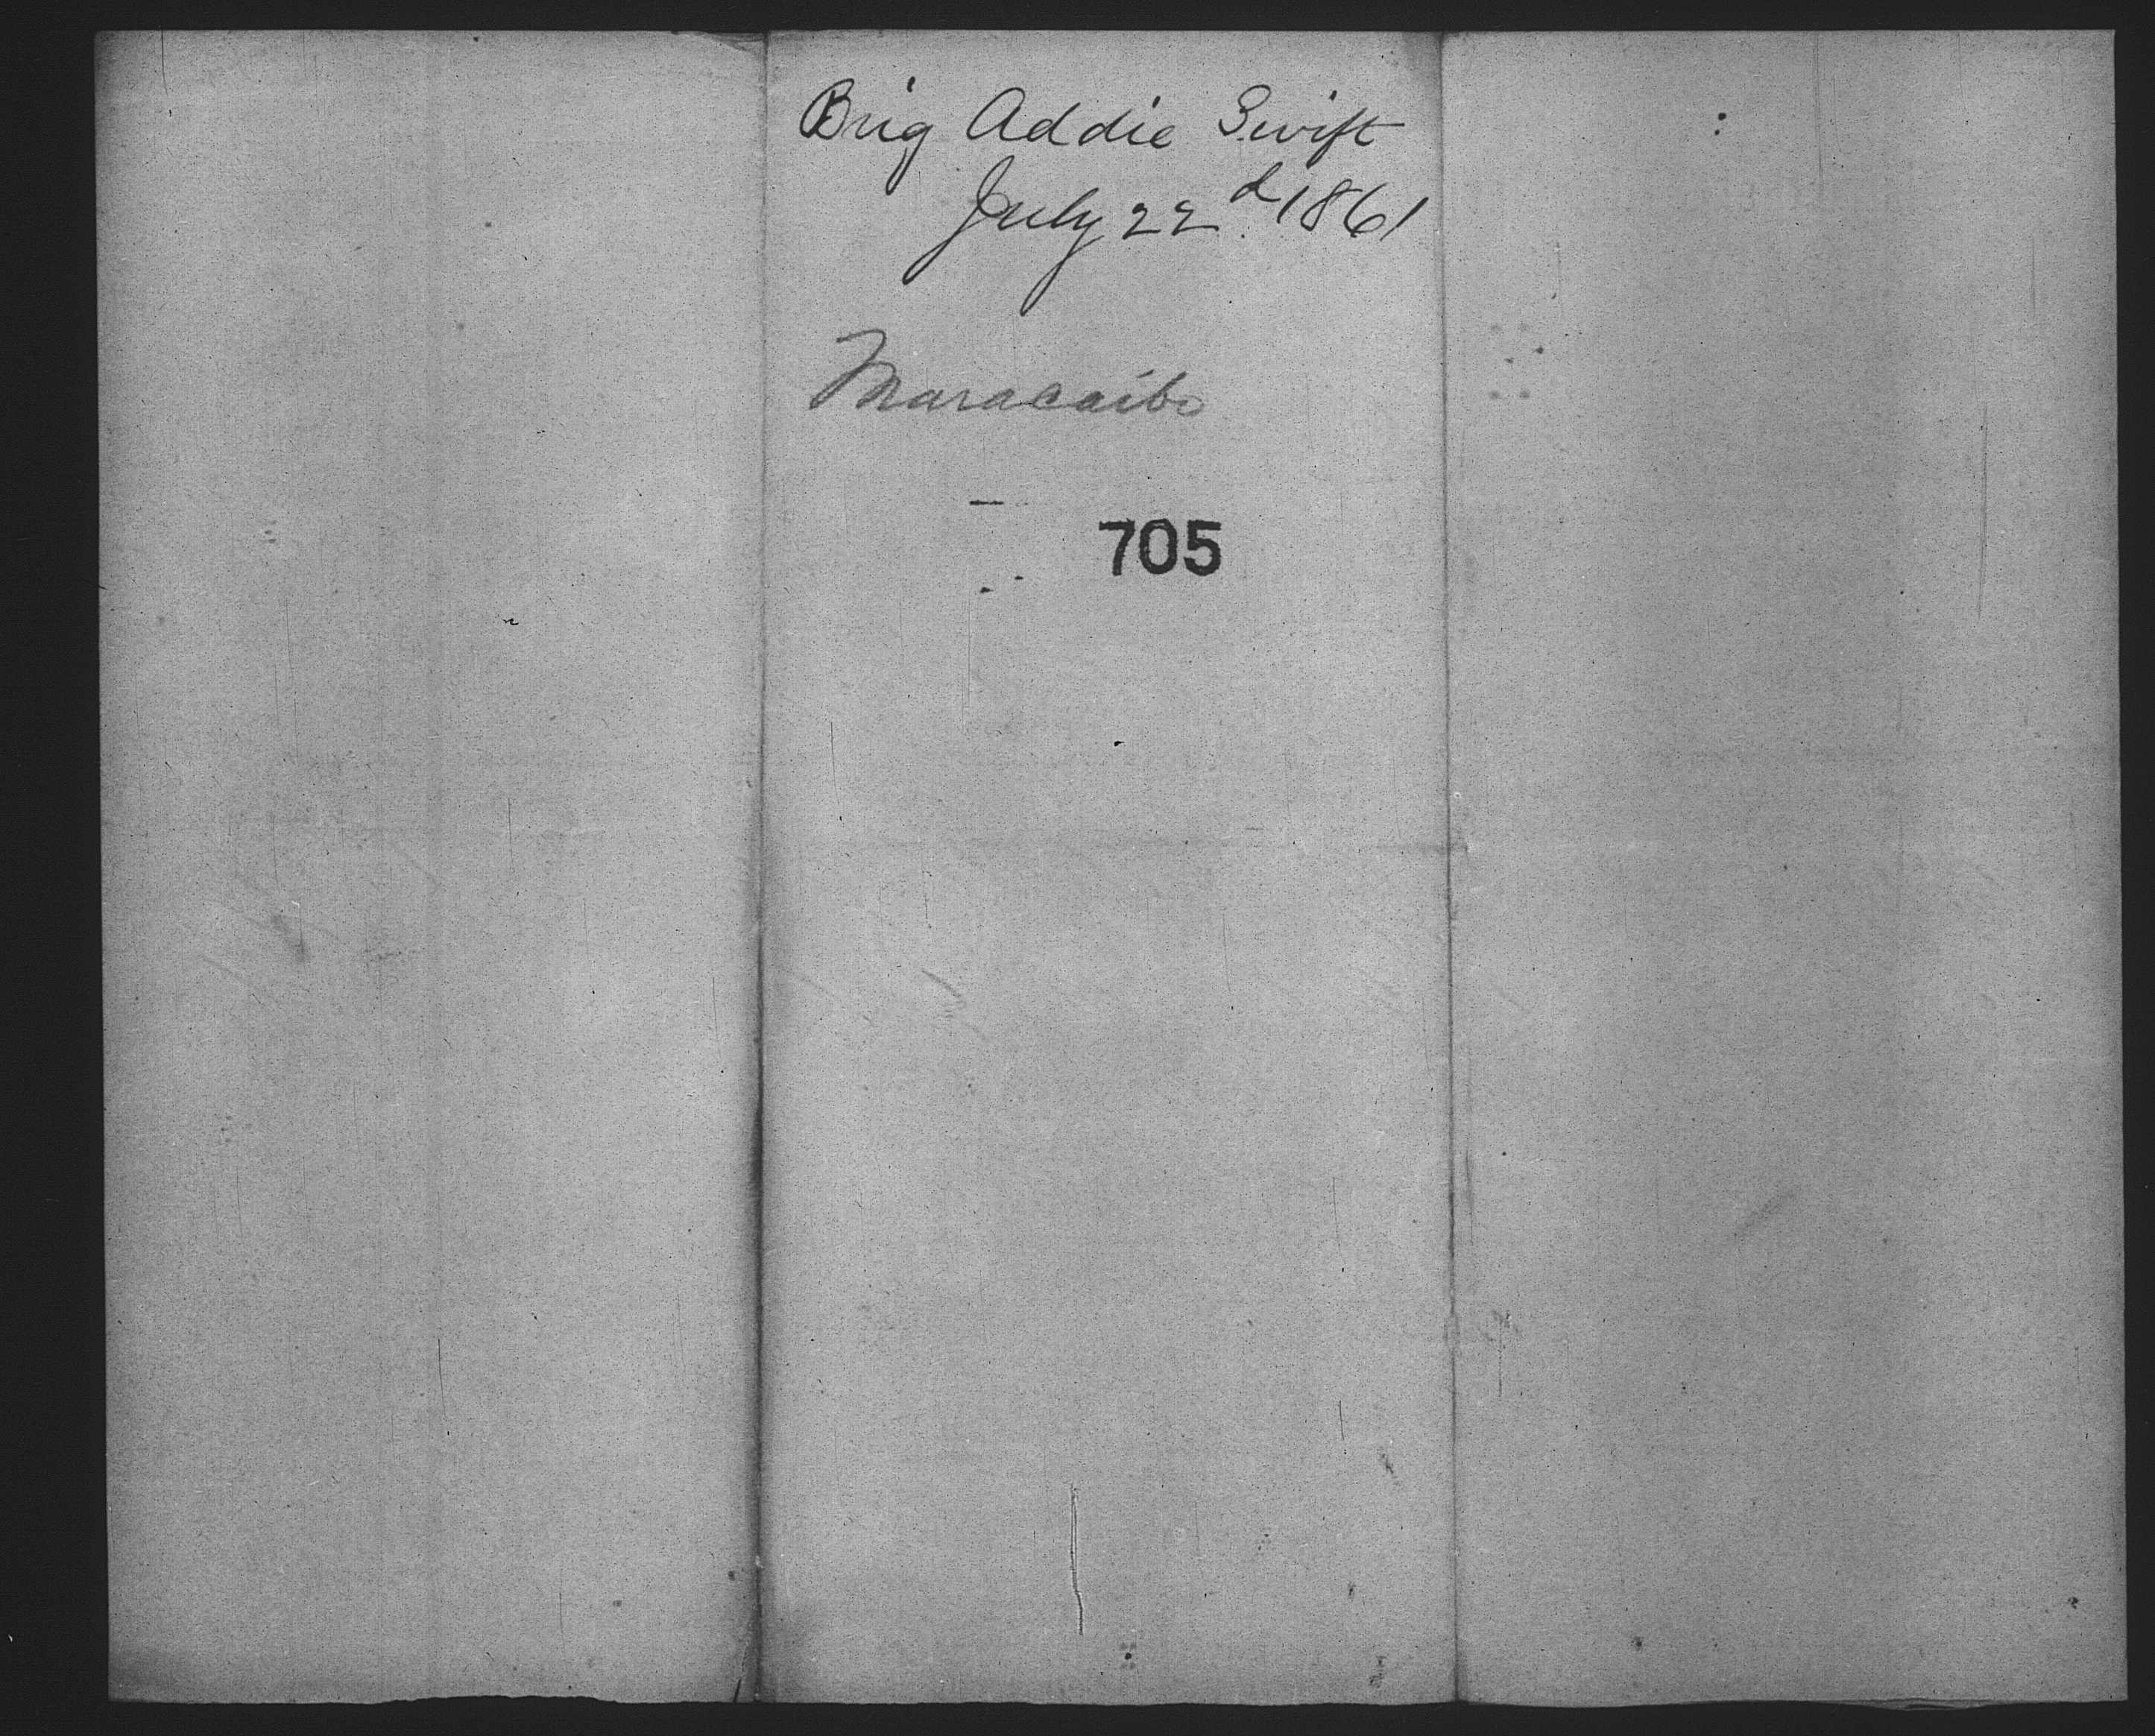 Brig Addie Swift
July 22d 1861
Maracaibo
705